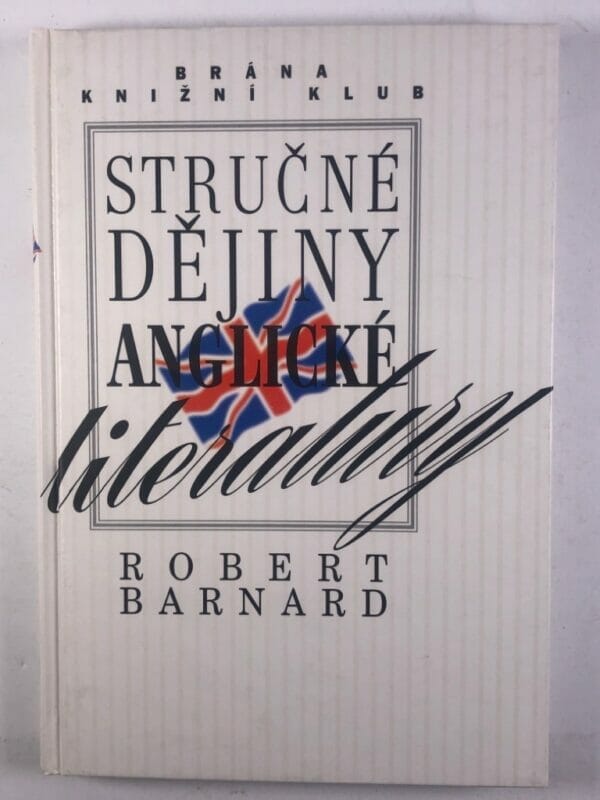 BRÁNA
KNIŽNÍ KLUB
STRUČNÉ
DĚJINY
ANGLICKÉ
literatury
ROBERT
BARNARD